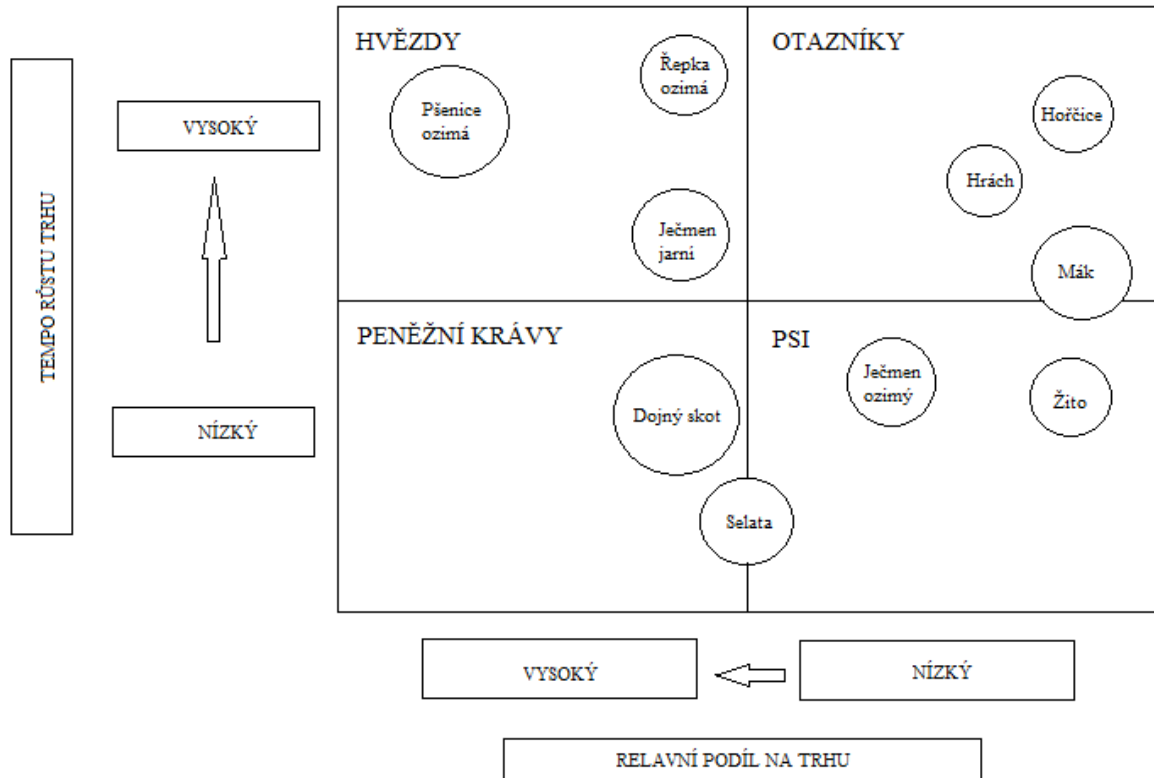 HVĚZDY
OTAZNÍKY
Řepka
ozimá
Pšenice
ozimá
Hořčice
VYSOKÝ
Hrách
Ječmen
jarní
Mák
TEMPO RŮSTU TRHU
PENĚŽNÍ KRÁVY
PSI
Ječmen
ozimý
Žito
Dojný skot
NÍZKÝ
Selata
VYSOKÝ
NÍZKÝ
RELAVNÍ PODÍL NA TRHU